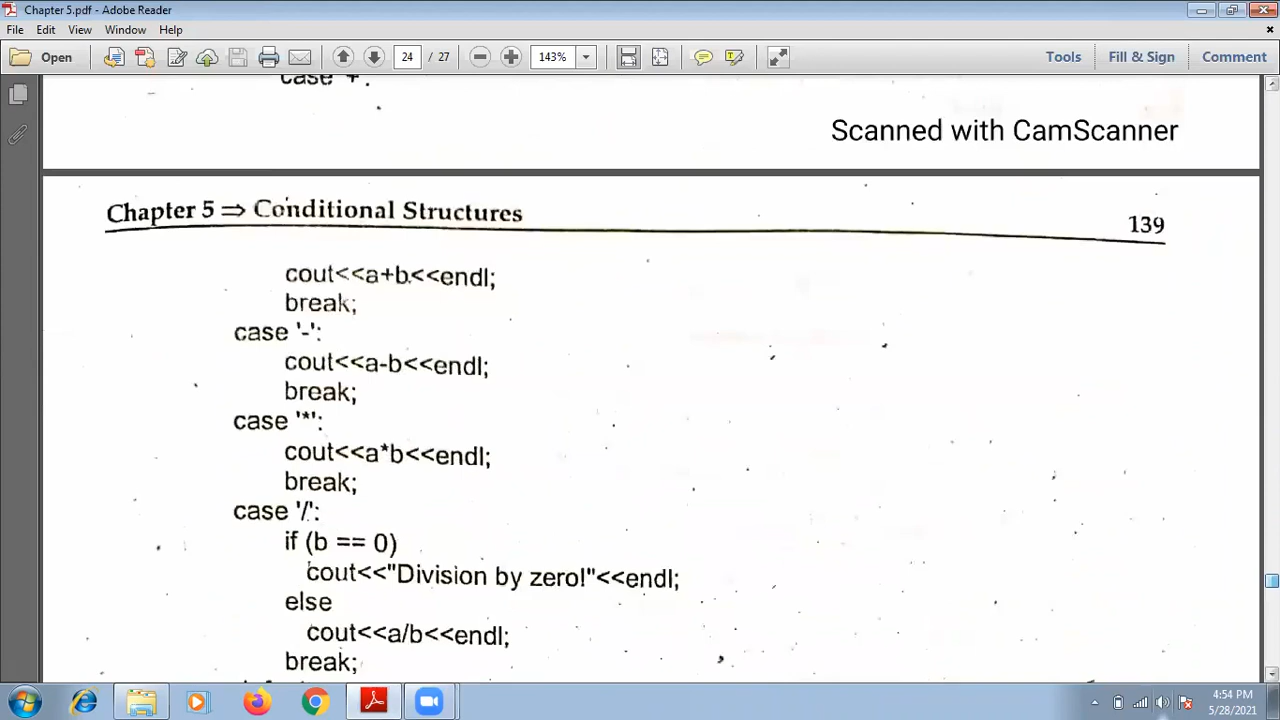 Chapter 5.pdf - Adobe Reader
File Edit View Window Help
Open 24 / 27 143% Tools Fill & Sign Comment
case '+':
Scanned with CamScanner
Chapter 5 ⇒ Conditional Structures 139
cout<<a+b<<endl;
break;
case '-':
cout<<a-b<<endl;
break;
case '*':
cout<<a*b<<endl;
break;
case '/':
if (b == 0)
cout<<"Division by zero!"<<endl;
else
cout<<a/b<<endl;
break;
4:54 PM
5/28/2021